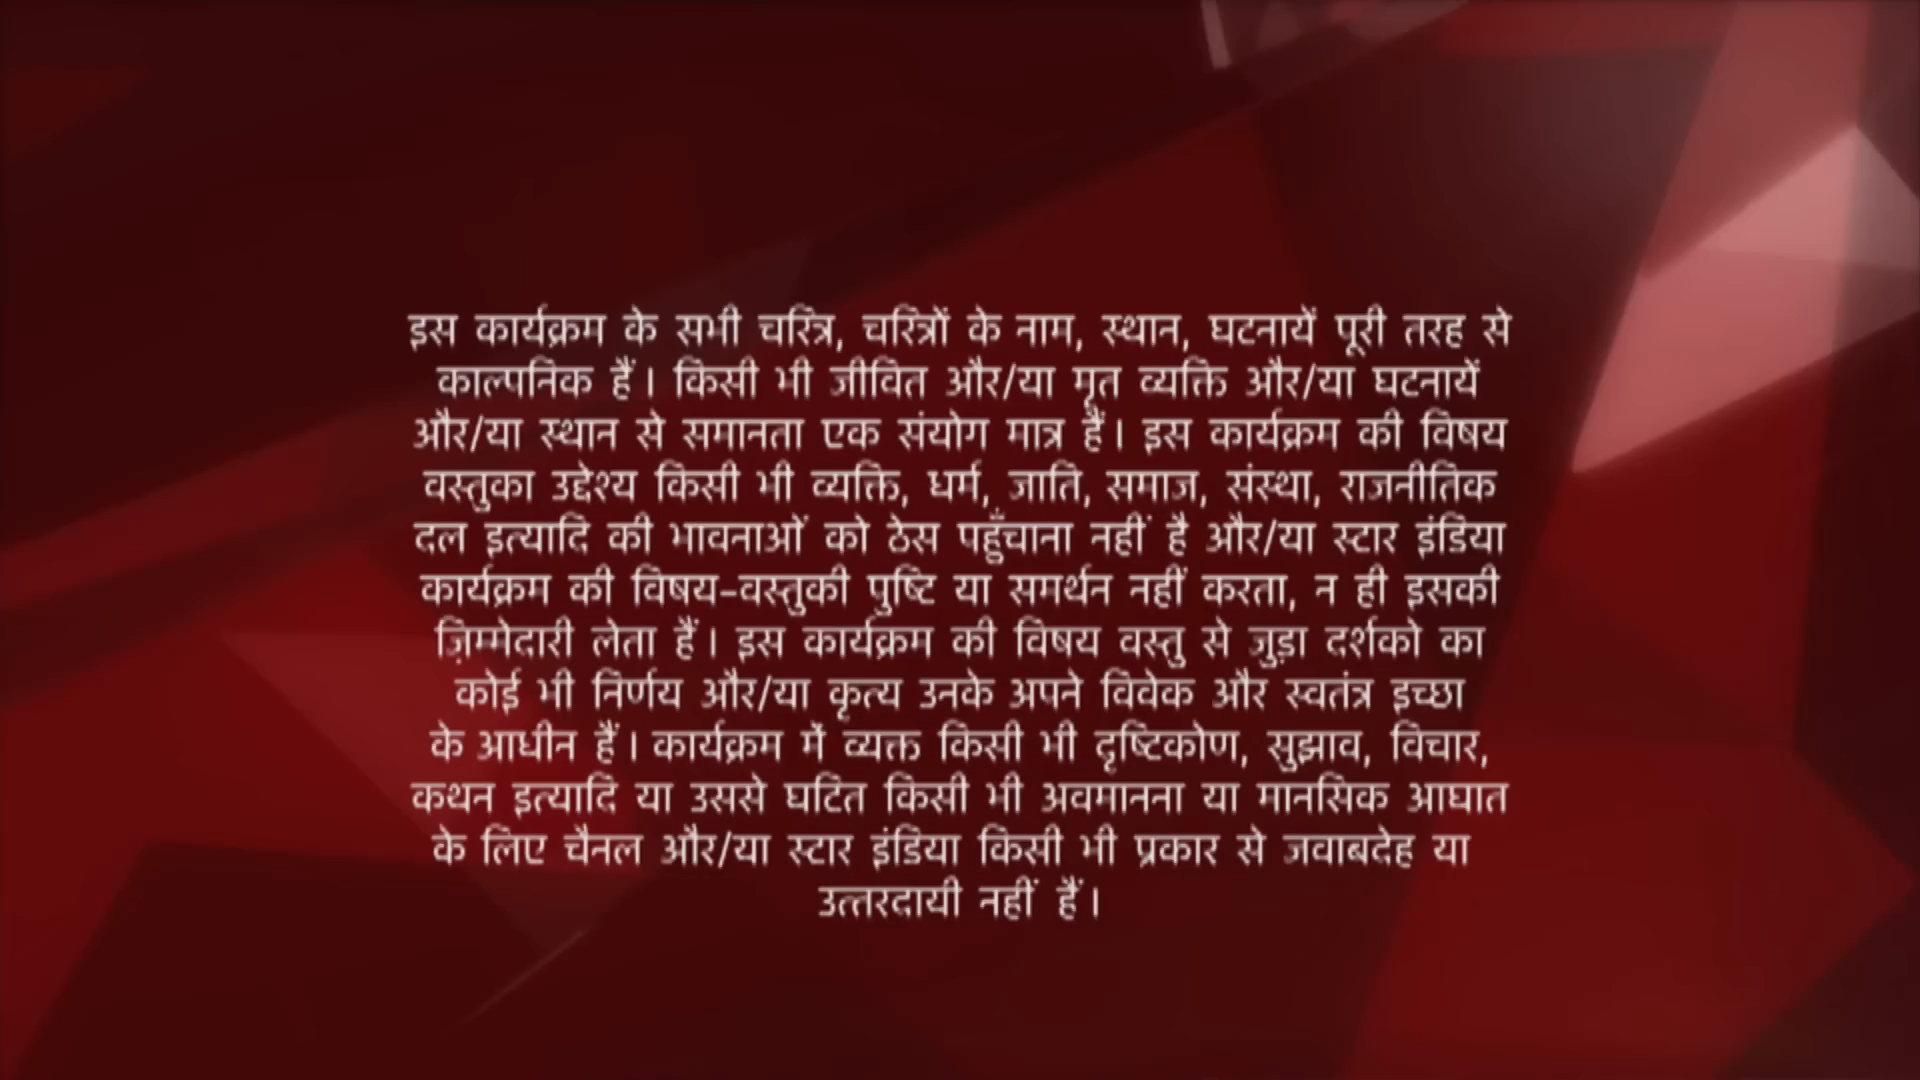 इस कार्यक्रम के सभी चरित्र, चरित्रों के नाम, स्थान, घटनायें पूरी तरह से
काल्पनिक हैं। किसी भी जीवित और/या मृत व्यक्ति और/या घटनायें
और/या स्थान से समानता एक संयोग मात्र हैं। इस कार्यक्रम की विषय
वस्तुका उद्देश्य किसी भी व्यक्ति, धर्म, जाति, समाज, संस्था, राजनीतिक
दल इत्यादि की भावनाओं को ठेस पहुँचाना नहीं है और/या स्टार इंडिया
कार्यक्रम की विषय-वस्तुकी पुष्टि या समर्थन नहीं करता, न ही इसकी
ज़िम्मेदारी लेता हैं। इस कार्यक्रम की विषय वस्तु से जुड़ा दर्शको का
कोई भी निर्णय और/या कृत्य उनके अपने विवेक और स्वतंत्र इच्छा
के आधीन हैं। कार्यक्रम में व्यक्त किसी भी दृष्टिकोण, सुझाव, विचार,
कथन इत्यादि या उससे घटित किसी भी अवमानना या मानसिक आघात
के लिए चैनल और/या स्टार इंडिया किसी भी प्रकार से जवाबदेह या
उत्तरदायी नहीं हैं।